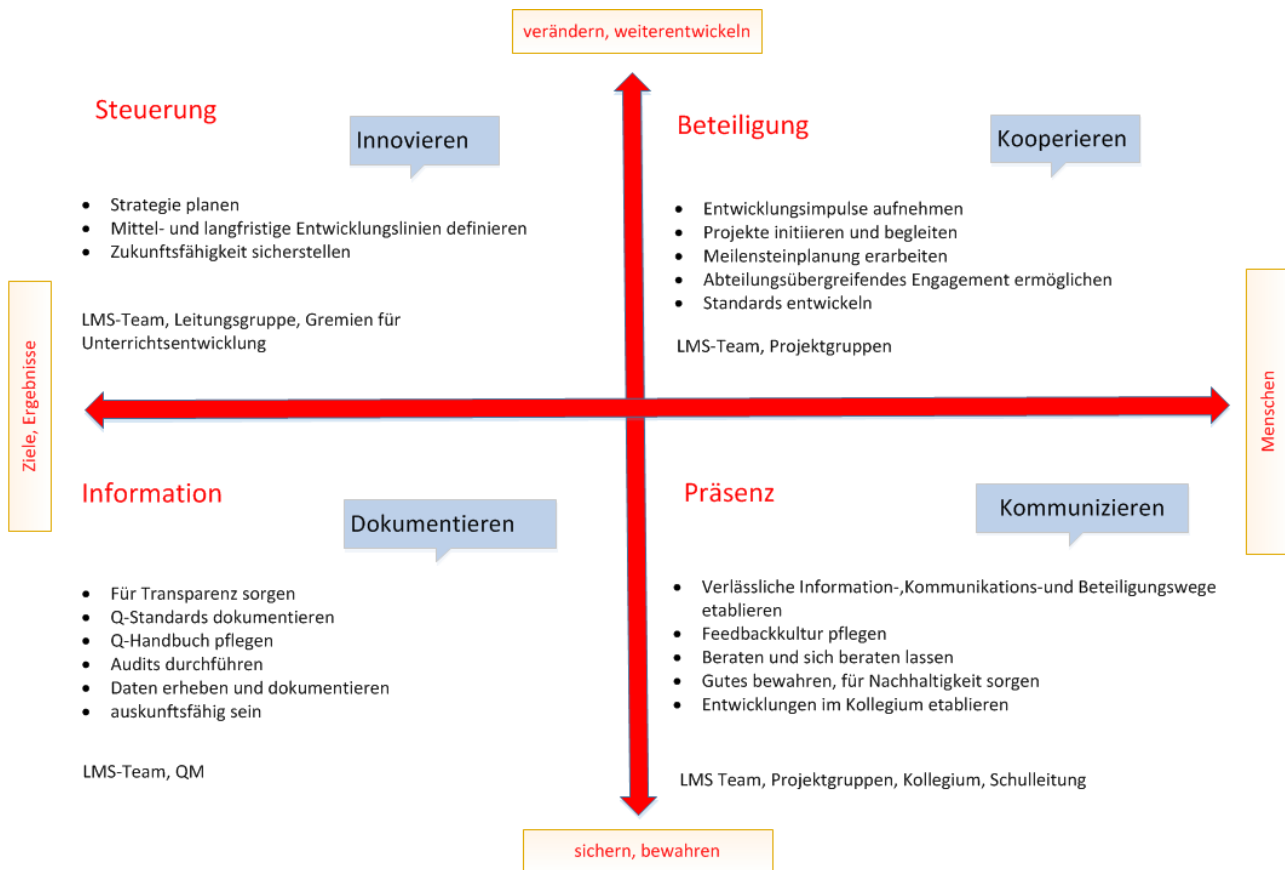 verändern, weiterentwickeln
Steuerung
Innovieren
• Strategie planen
• Mittel- und langfristige Entwicklungslinien definieren
• Zukunftsfähigkeit sicherstellen
LMS-Team, Leitungsgruppe, Gremien für
Unterrichtsentwicklung
Beteiligung
Kooperieren
• Entwicklungsimpulse aufnehmen
• Projekte initiieren und begleiten
• Meilensteinplanung erarbeiten
• Abteilungsübergreifendes Engagement ermöglichen
• Standards entwickeln
LMS-Team, Projektgruppen
Ziele, Ergebnisse
Menschen
Information
Dokumentieren
• Für Transparenz sorgen
• Q-Standards dokumentieren
• Q-Handbuch pflegen
• Audits durchführen
• Daten erheben und dokumentieren
• auskunftsfähig sein
LMS-Team, QM
Präsenz
Kommunizieren
• Verlässliche Information-,Kommunikations-und Beteiligungswege
etablieren
• Feedbackkultur pflegen
• Beraten und sich beraten lassen
• Gutes bewahren, für Nachhaltigkeit sorgen
• Entwicklungen im Kollegium etablieren
LMS Team, Projektgruppen, Kollegium, Schulleitung
sichern, bewahren